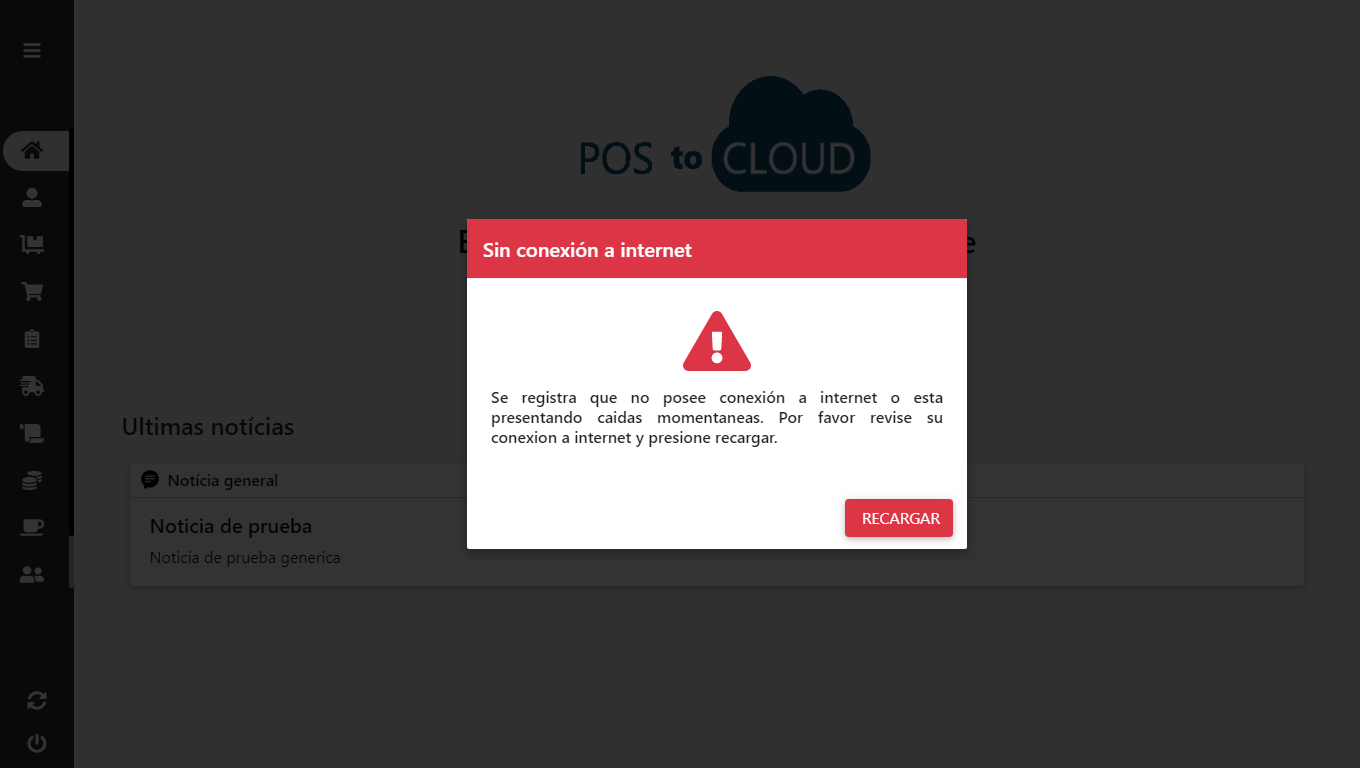 POS to CLOUD
Sin conexión a internet
Se registra que no posee conexión a internet o esta
presentando caidas momentaneas. Por favor revise su
conexion a internet y presione recargar.
RECARGAR
Ultimas notícias
Notícia general
Noticia de prueba
Noticia de prueba generica